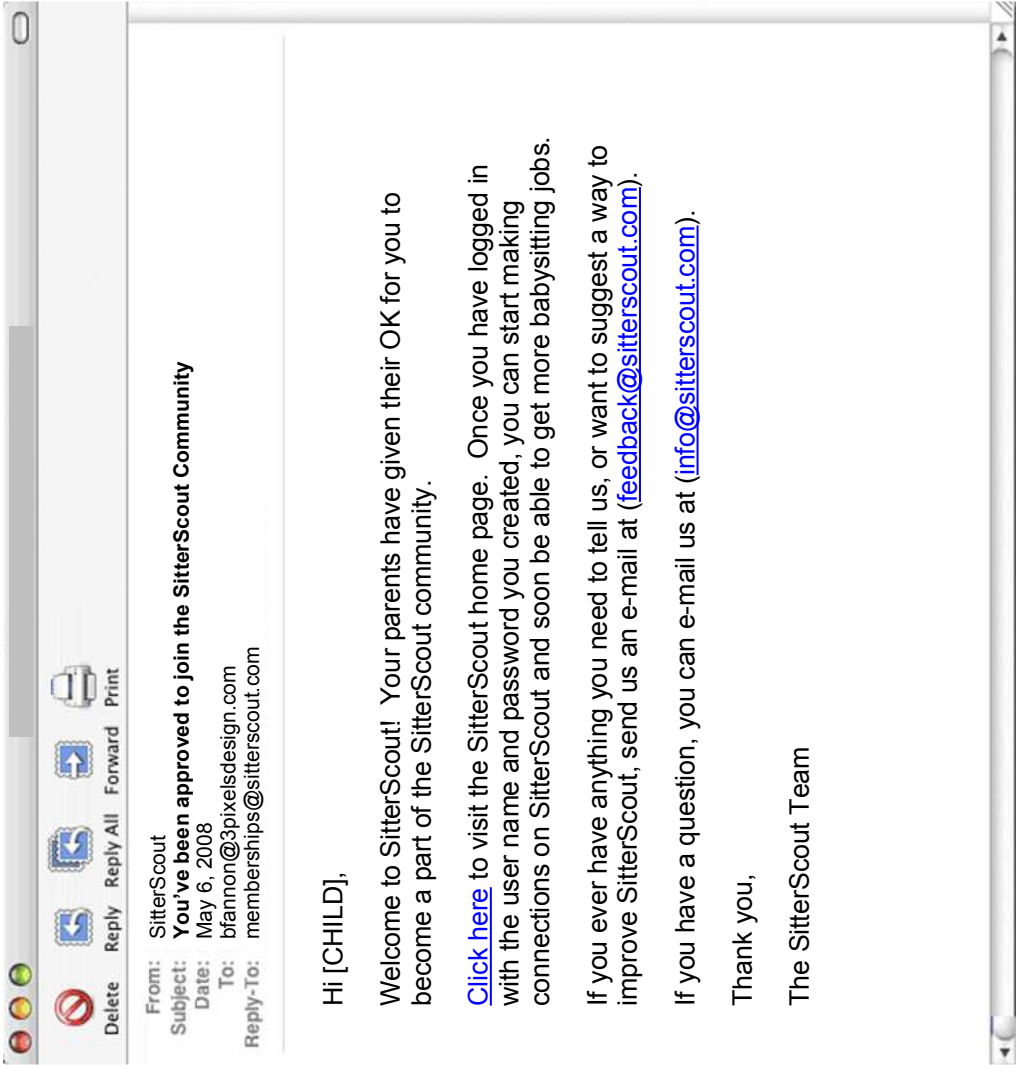 Delete Reply Reply All Forward Print
From: SitterScout
Subject: You've been approved to join the SitterScout Community
Date: May 6, 2008
To: bfannon@3pixelsdesign.com
Reply-To: memberships@sitterscout.com
Hi [CHILD],
Welcome to SitterScout!  Your parents have given their OK for you to
become a part of the SitterScout community.
Click here to visit the SitterScout home page.  Once you have logged in
with the user name and password you created, you can start making
connections on SitterScout and soon be able to get more babysitting jobs.
If you ever have anything you need to tell us, or want to suggest a way to
improve SitterScout, send us an e-mail at (feedback@sitterscout.com).
If you have a question, you can e-mail us at (info@sitterscout.com).
Thank you,
The SitterScout Team